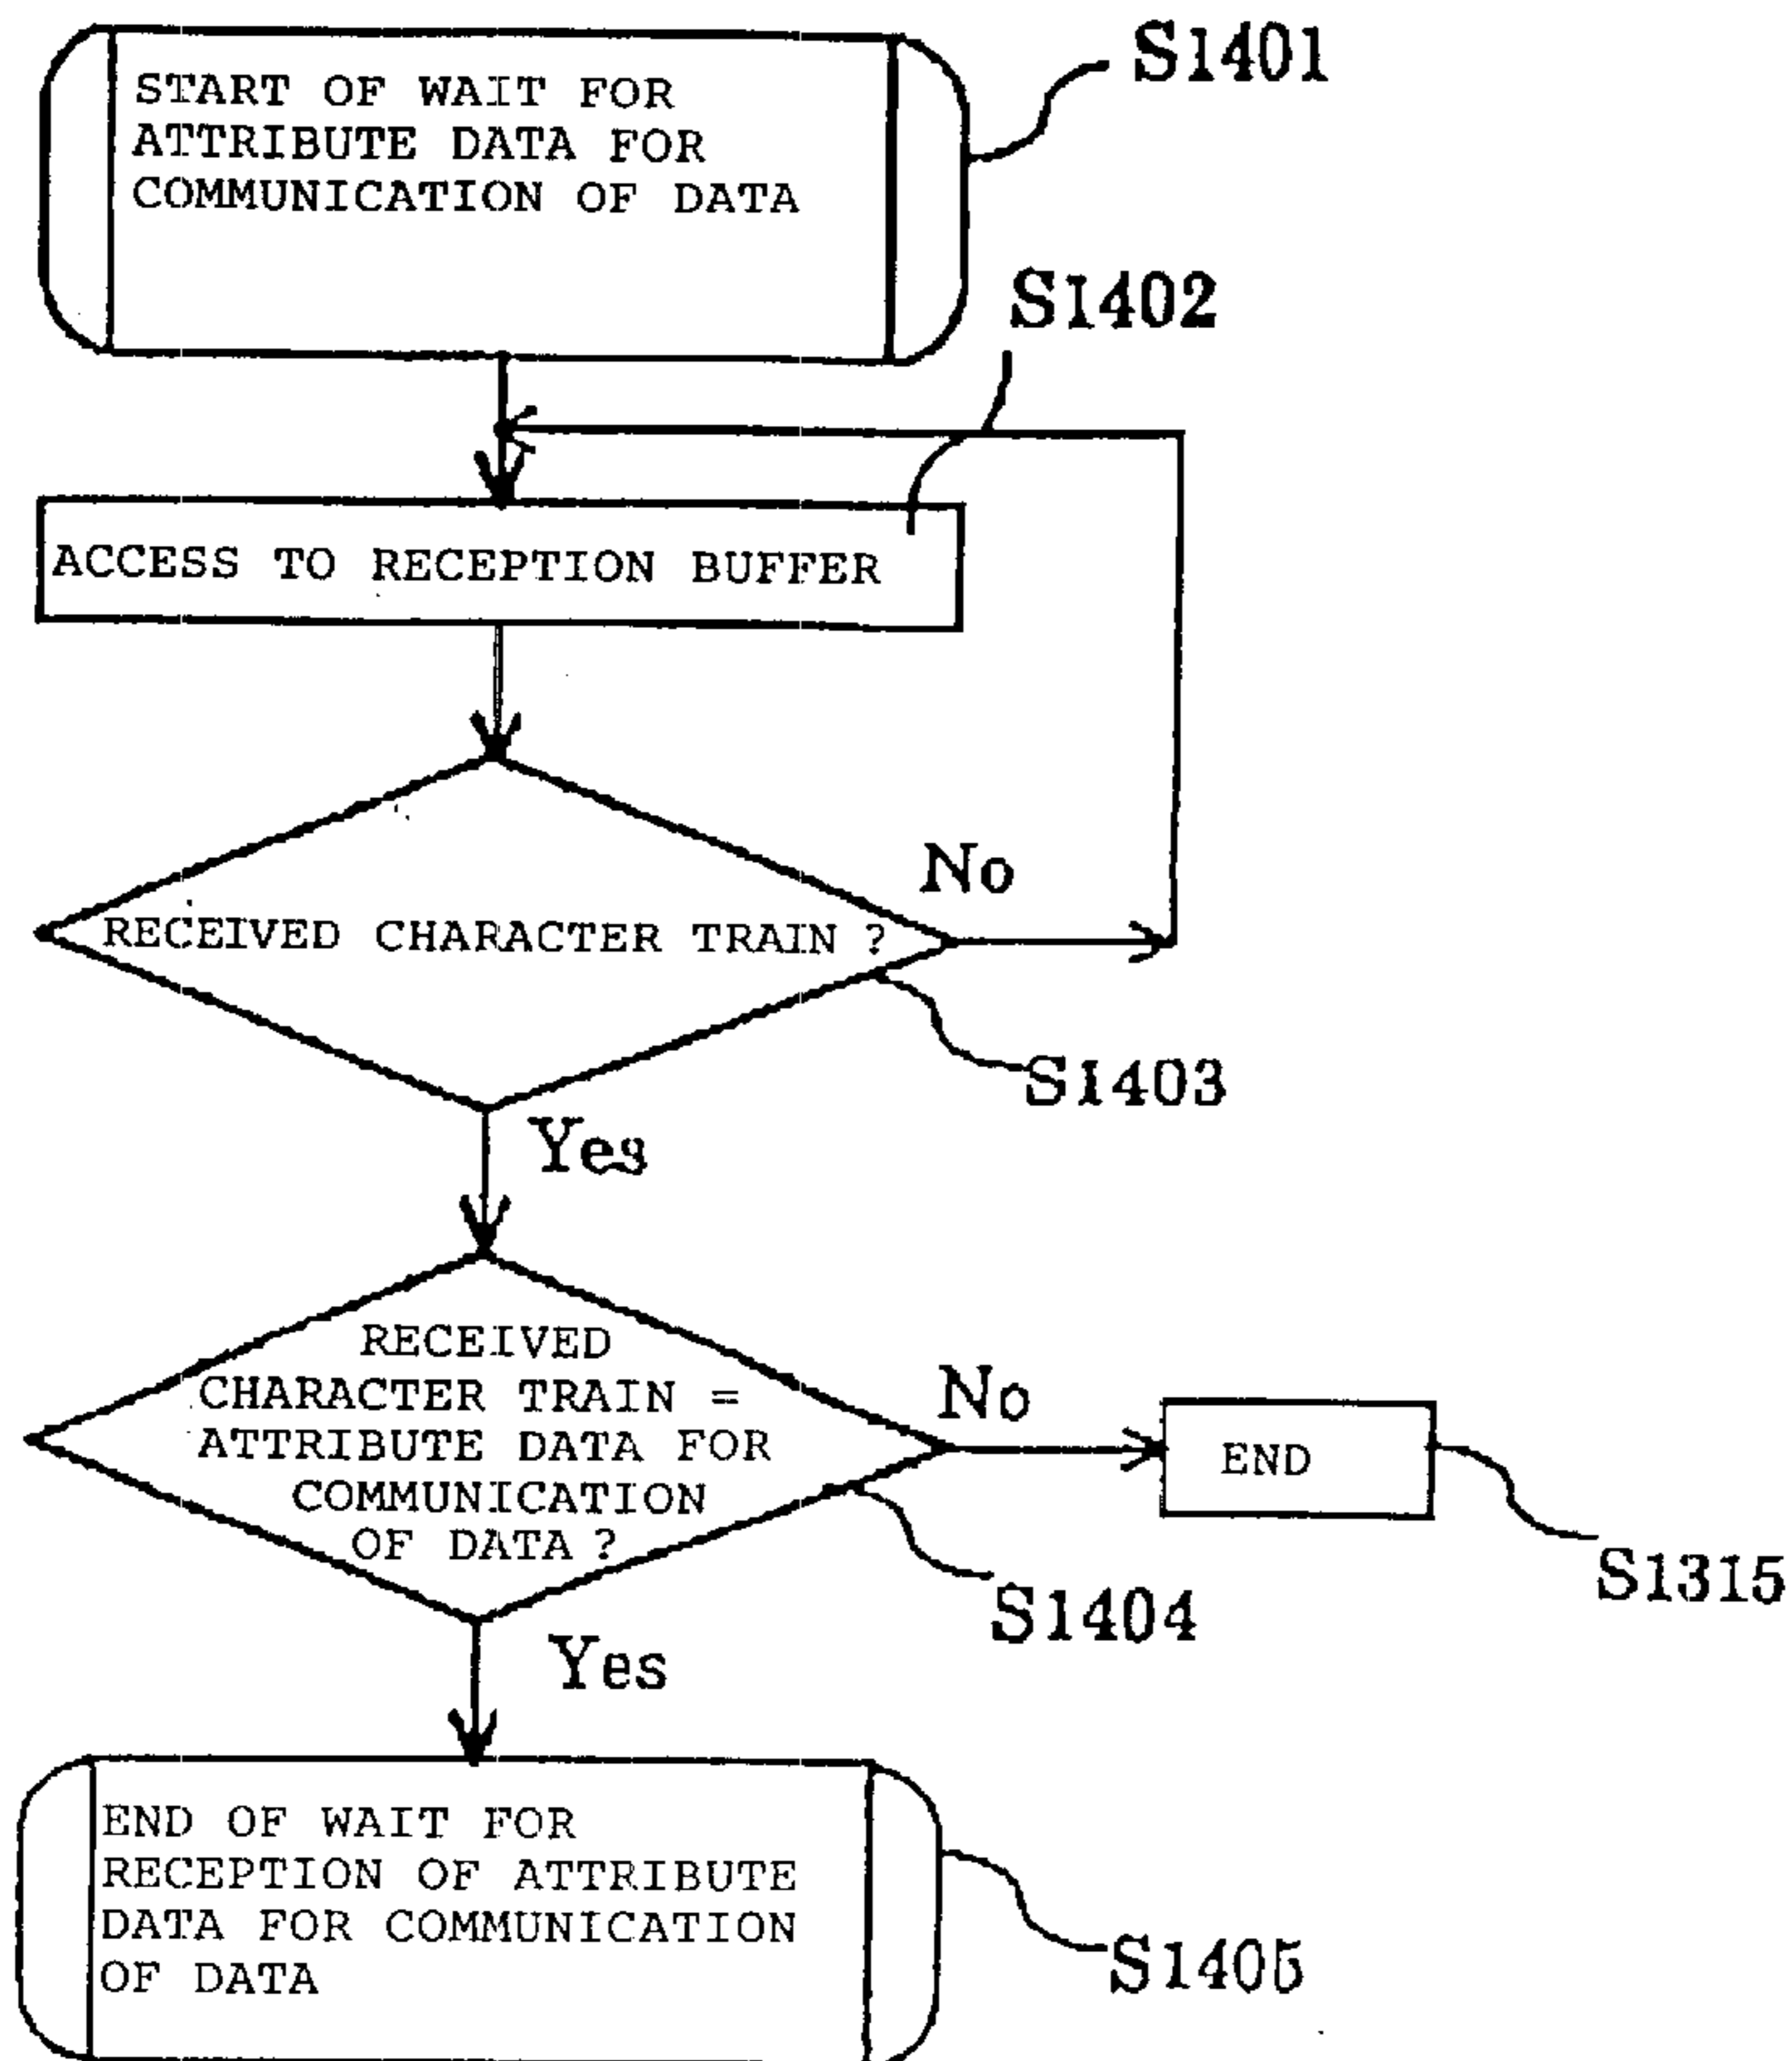 START OF WAIT FOR
ATTRIBUTE DATA FOR
COMMUNICATION OF DATA
S1401
S1402
ACCESS TO RECEPTION BUFFER
RECEIVED CHARACTER TRAIN ?
No
S1403
Yes
RECEIVED
CHARACTER TRAIN =
ATTRIBUTE DATA FOR
COMMUNICATION
OF DATA ?
No
END
S1315
S1404
Yes
END OF WAIT FOR
RECEPTION OF ATTRIBUTE
DATA FOR COMMUNICATION
OF DATA
S1405